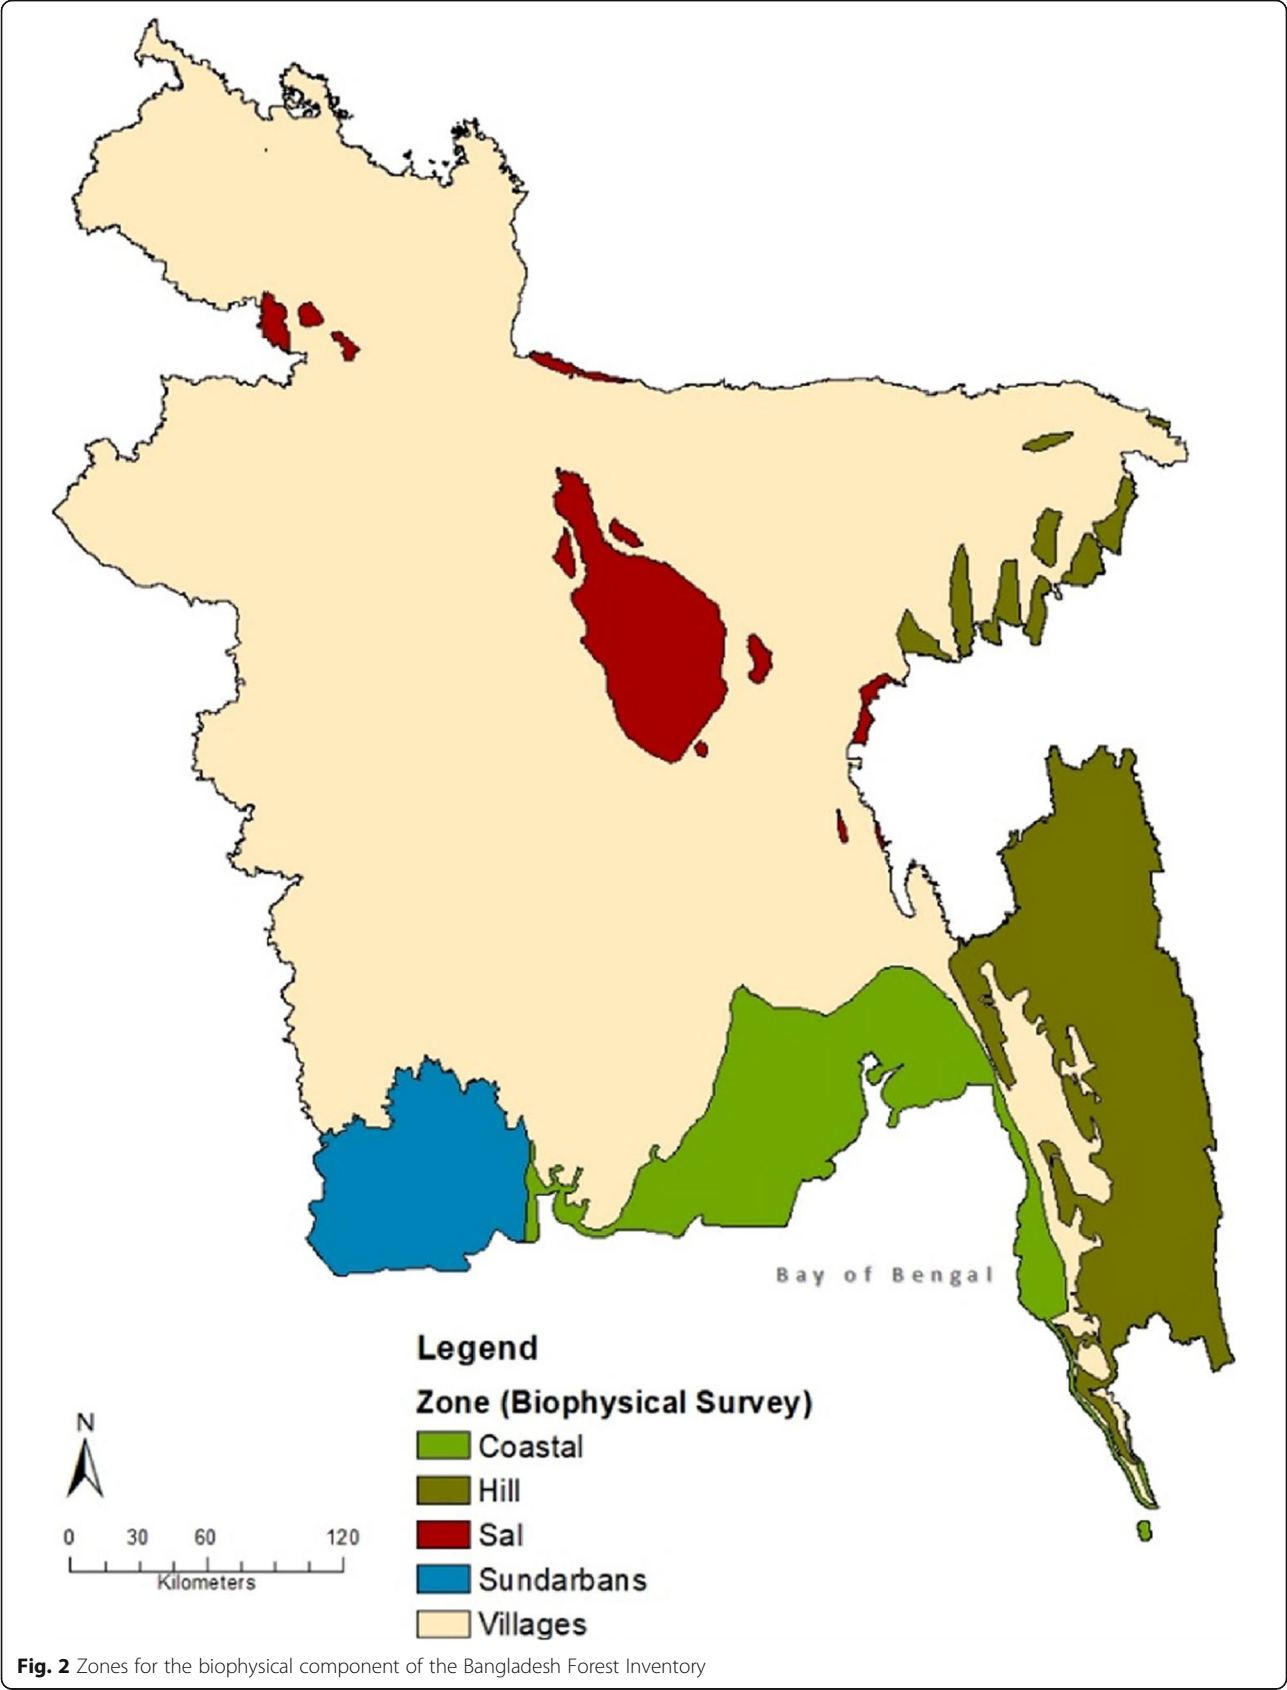 Bay of Bengal
Legend
Zone (Biophysical Survey)
Coastal
Hill
Sal
Sundarbans
Villages
N
0 30 60 120
Kilometers
Fig. 2 Zones for the biophysical component of the Bangladesh Forest Inventory